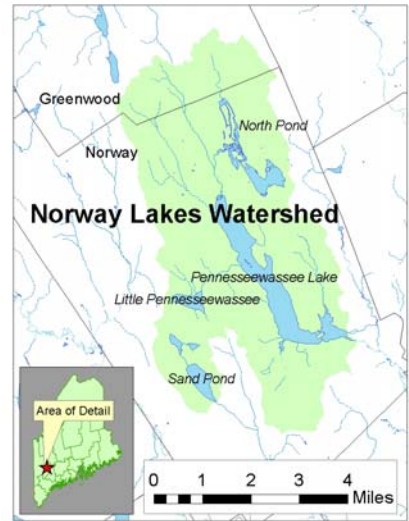 Greenwood
North Pond
Norway
Norway Lakes Watershed
Pennesseewassee Lake
Little Pennesseewassee
Sand Pond
Area of Detail
0 1 2 3 4
Miles